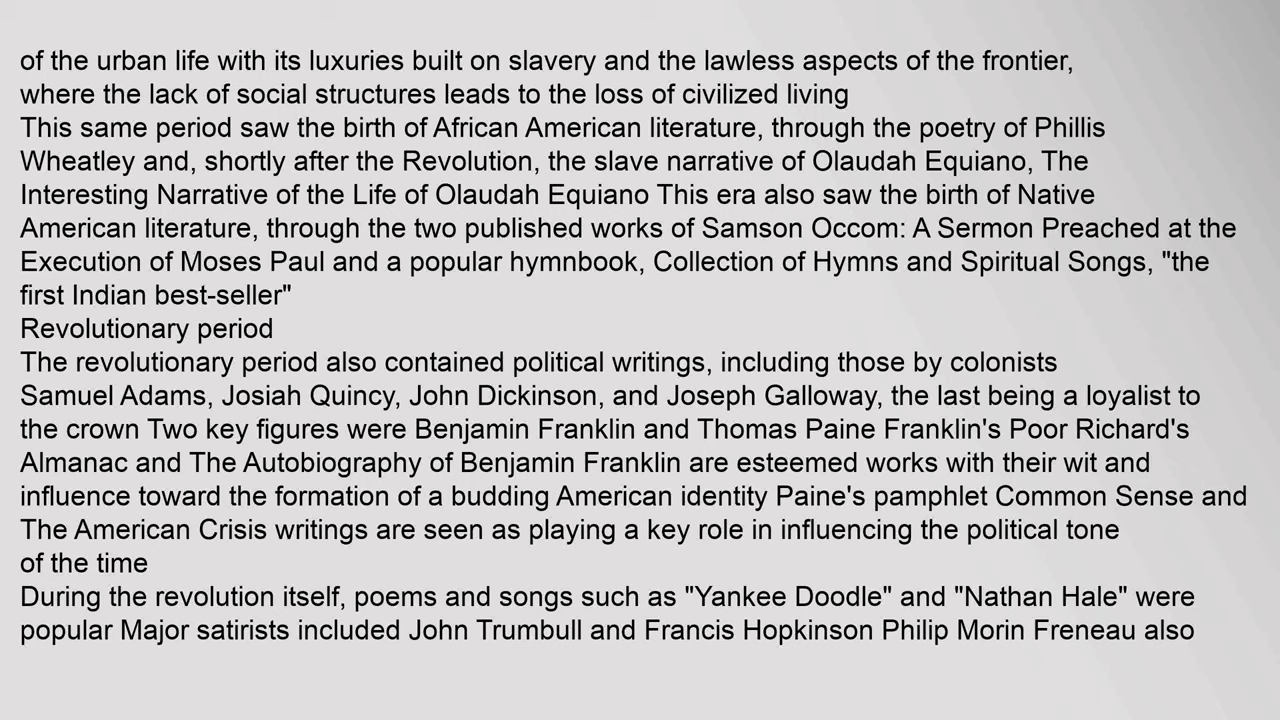 of the urban life with its luxuries built on slavery and the lawless aspects of the frontier,
where the lack of social structures leads to the loss of civilized living
This same period saw the birth of African American literature, through the poetry of Phillis
Wheatley and, shortly after the Revolution, the slave narrative of Olaudah Equiano, The
Interesting Narrative of the Life of Olaudah Equiano This era also saw the birth of Native
American literature, through the two published works of Samson Occom: A Sermon Preached at the
Execution of Moses Paul and a popular hymnbook, Collection of Hymns and Spiritual Songs, "the
first Indian best-seller"
Revolutionary period
The revolutionary period also contained political writings, including those by colonists
Samuel Adams, Josiah Quincy, John Dickinson, and Joseph Galloway, the last being a loyalist to
the crown Two key figures were Benjamin Franklin and Thomas Paine Franklin's Poor Richard's
Almanac and The Autobiography of Benjamin Franklin are esteemed works with their wit and
influence toward the formation of a budding American identity Paine's pamphlet Common Sense and
The American Crisis writings are seen as playing a key role in influencing the political tone
of the time
During the revolution itself, poems and songs such as "Yankee Doodle" and "Nathan Hale" were
popular Major satirists included John Trumbull and Francis Hopkinson Philip Morin Freneau also